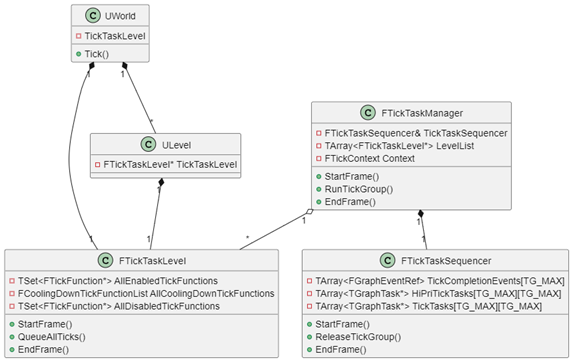 C UWorld
TickTaskLevel
Tick()
1
1
*
C ULevel
FTickTaskLevel* TickTaskLevel
1
C FTickTaskManager
FTickTaskSequencer& TickTaskSequencer
TArray<FTickTaskLevel*> LevelList
FTickContext Context
StartFrame()
RunTickGroup()
EndFrame()
1
1
1
1
*
1
C FTickTaskLevel
TSet<FTickFunction*> AllEnabledTickFunctions
FCoolingDownTickFunctionList AllCoolingDownTickFunctions
TSet<FTickFunction*> AllDisabledTickFunctions
StartFrame()
QueueAllTicks()
EndFrame()
C FTickTaskSequencer
TArray<FGraphEventRef> TickCompletionEvents[TG_MAX]
TArray<TGraphTask*> HiPriTickTasks[TG_MAX][TG_MAX]
TArray<TGraphTask*> TickTasks[TG_MAX][TG_MAX]
StartFrame()
ReleaseTickGroup()
EndFrame()